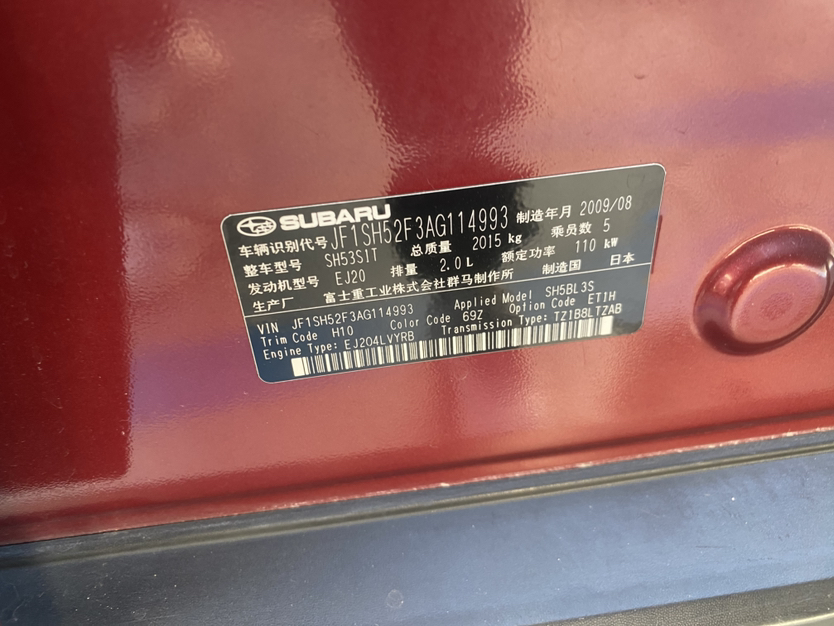 SUBARU
车辆识别代号 JF1SH52F3AG114993 制造年月 2009/08
整车型号 SH53SIT 总质量 2015 kg 乘员数 5
发动机型号 EJ20 排量 2.0 L 额定功率 110 kW
生产厂 富士重工业株式会社群马制作所 制造国 日本
VIN JF1SH52F3AG114993 Applied Model SH5BL3S
Trim Code H10 Color Code 69Z Option Code ET1H
Engine Type: EJ204LVYRB Transmission Type: TZ1B8LTZAB